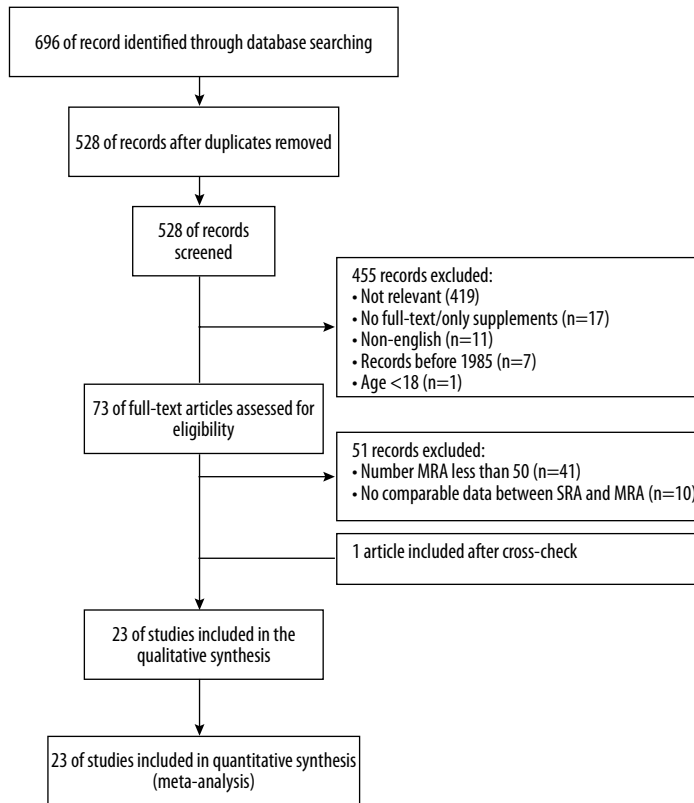 696 of record identified through database searching
528 of records after duplicates removed
528 of records
screened
455 records excluded:
• Not relevant (419)
• No full-text/only supplements (n=17)
• Non-english (n=11)
• Records before 1985 (n=7)
• Age <18 (n=1)
73 of full-text articles assessed for
eligibility
51 records excluded:
• Number MRA less than 50 (n=41)
• No comparable data between SRA and MRA (n=10)
1 article included after cross-check
23 of studies included in the
qualitative synthesis
23 of studies included in quantitative synthesis
(meta-analysis)